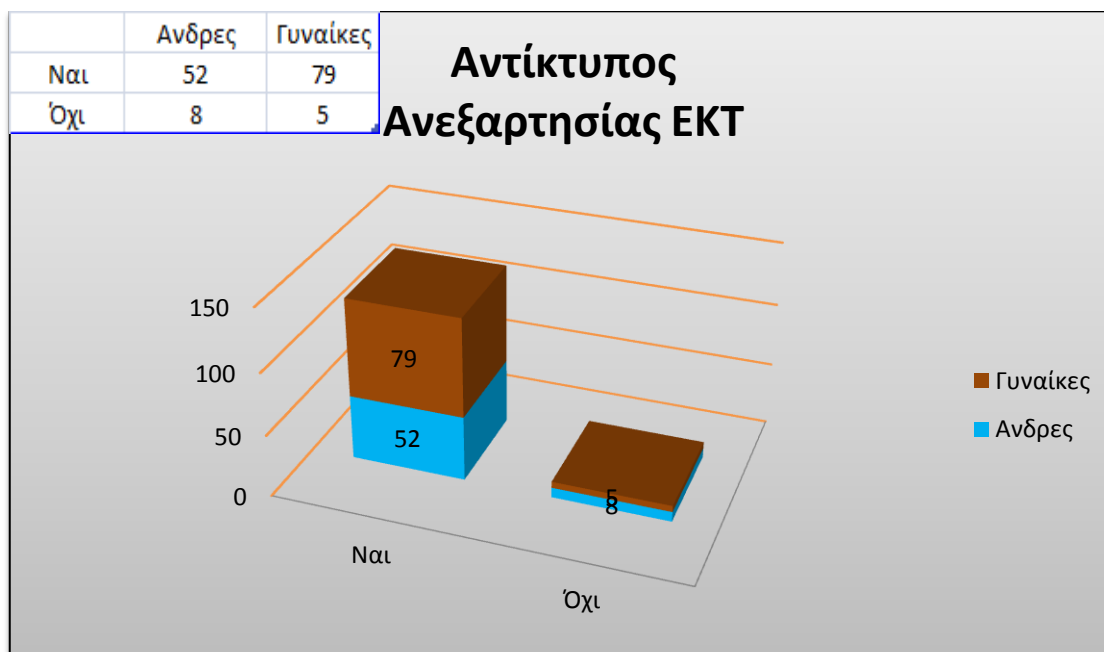 Ανδρες Γυναίκες
Ναι 52 79
Όχι 8 5
Αντίκτυπος
Ανεξαρτησίας ΕΚΤ
150
100
50
0
79
52
5
8
Ναι
Όχι
Γυναίκες
Ανδρες